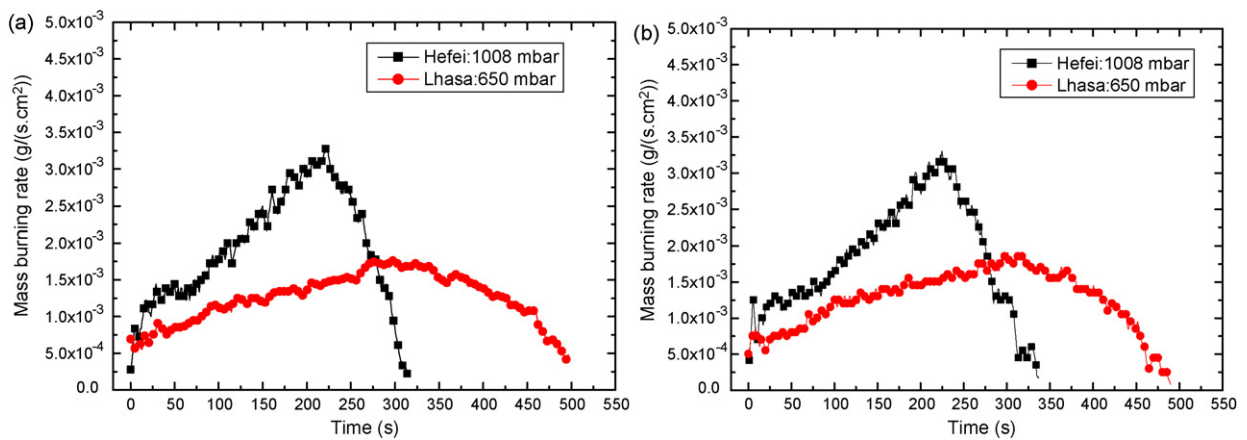 (a)
Mass burning rate (g/(s.cm²))
5.0x10⁻³
4.5x10⁻³
4.0x10⁻³
3.5x10⁻³
3.0x10⁻³
2.5x10⁻³
2.0x10⁻³
1.5x10⁻³
1.0x10⁻³
5.0x10⁻⁴
0.0
Hefei:1008 mbar
Lhasa:650 mbar
0 50 100 150 200 250 300 350 400 450 500 550
Time (s)
(b)
Mass burning rate (g/(s.cm²))
5.0x10⁻³
4.5x10⁻³
4.0x10⁻³
3.5x10⁻³
3.0x10⁻³
2.5x10⁻³
2.0x10⁻³
1.5x10⁻³
1.0x10⁻³
5.0x10⁻⁴
0.0
Hefei:1008 mbar
Lhasa:650 mbar
0 50 100 150 200 250 300 350 400 450 500 550
Time (s)